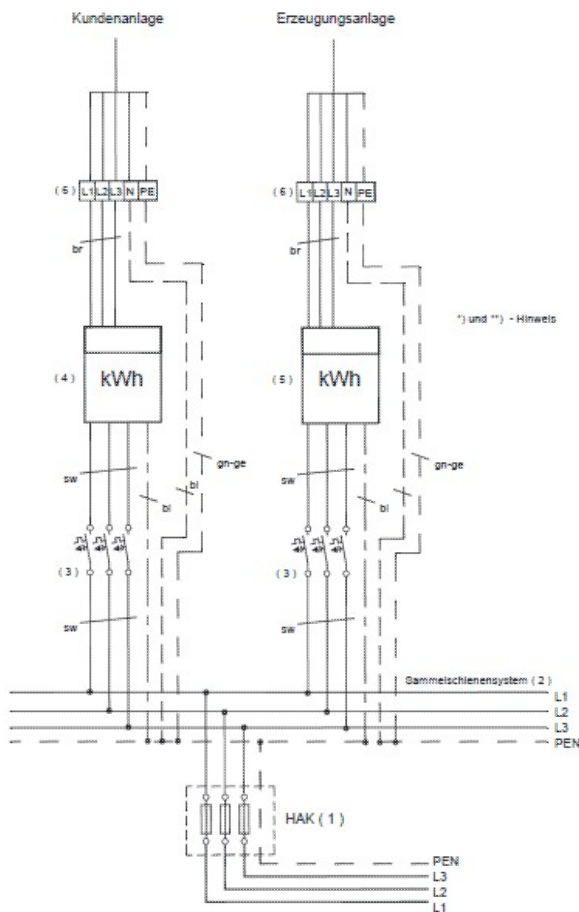 Kundenanlage
Erzeugungsanlage
( 6 ) L1 L2 L3 N PE
( 6 ) L1 L2 L3 N PE
br
br
*) und **) - Hinweis
( 4 ) kWh
( 5 ) kWh
gn-ge
gn-ge
sw
bl
bl
sw
bl
( 3 )
( 3 )
sw
sw
Sammelschienensystem ( 2 )
L1
L2
L3
PEN
HAK ( 1 )
PEN
L3
L2
L1